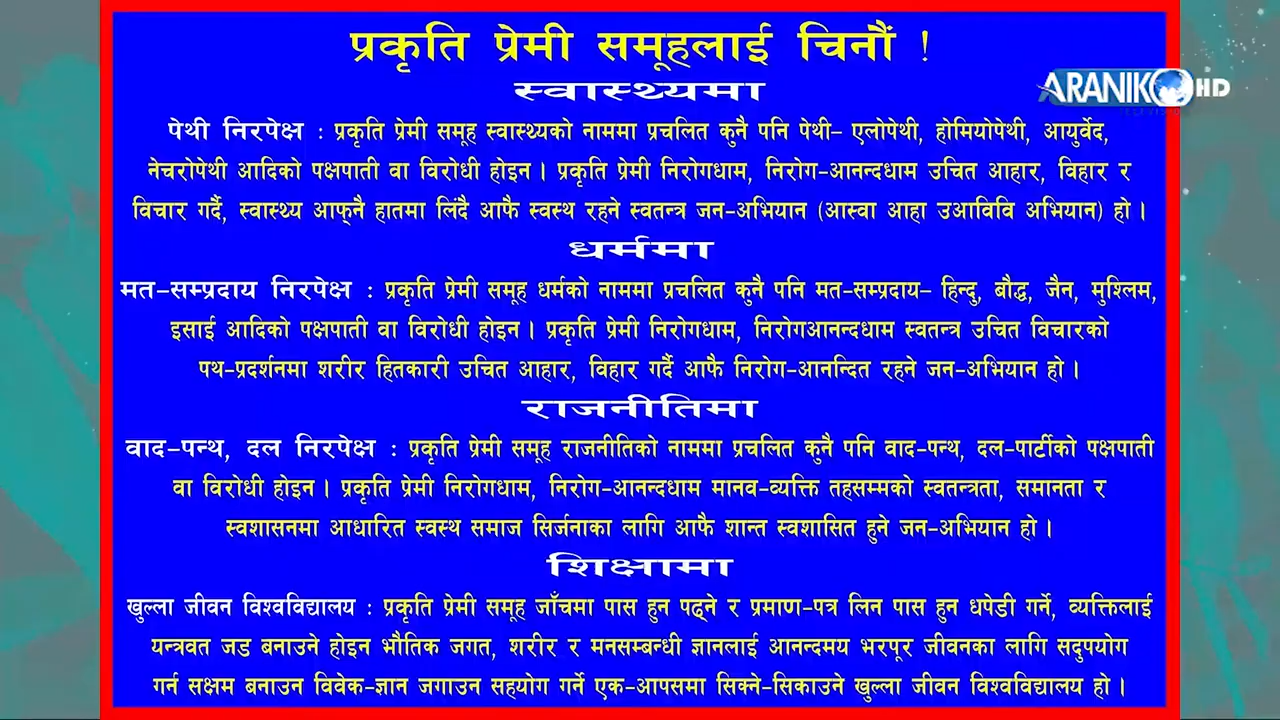 प्रकृति प्रेमी समूहलाई चिनौं !
स्वास्थ्यमा
ARANIKO HD
पेथी निरपेक्ष : प्रकृति प्रेमी समूह स्वास्थ्यको नाममा प्रचलित कुनै पनि पेथी– एलोपेथी, होमियोपेथी, आयुर्वेद,
नेचरोपेथी आदिको पक्षपाती वा विरोधी होइन । प्रकृति प्रेमी निरोगधाम, निरोग–आनन्दधाम उचित आहार, विहार र
विचार गर्दै, स्वास्थ्य आफ्नै हातमा लिंदै आफै स्वस्थ रहने स्वतन्त्र जन–अभियान (आस्वा आहा उआविवि अभियान) हो ।
धर्ममा
मत–सम्प्रदाय निरपेक्ष : प्रकृति प्रेमी समूह धर्मको नाममा प्रचलित कुनै पनि मत–सम्प्रदाय– हिन्दु, बौद्ध, जैन, मुश्लिम,
इसाई आदिको पक्षपाती वा विरोधी होइन । प्रकृति प्रेमी निरोगधाम, निरोगआनन्दधाम स्वतन्त्र उचित विचारको
पथ–प्रदर्शनमा शरीर हितकारी उचित आहार, विहार गर्दै आफै निरोग–आनन्दित रहने जन–अभियान हो ।
राजनीतिमा
वाद–पन्थ, दल निरपेक्ष : प्रकृति प्रेमी समूह राजनीतिको नाममा प्रचलित कुनै पनि वाद–पन्थ, दल–पार्टीको पक्षपाती
वा विरोधी होइन । प्रकृति प्रेमी निरोगधाम, निरोग–आनन्दधाम मानव–व्यक्ति तहसम्मको स्वतन्त्रता, समानता र
स्वशासनमा आधारित स्वस्थ समाज सिर्जनाका लागि आफै शान्त स्वशासित हुने जन–अभियान हो ।
शिक्षामा
खुल्ला जीवन विश्वविद्यालय : प्रकृति प्रेमी समूह जाँचमा पास हुन पढ्ने र प्रमाण–पत्र लिन पास हुन धपेडी गर्ने, व्यक्तिलाई
यन्त्रवत जड बनाउने होइन भौतिक जगत, शरीर र मनसम्बन्धी ज्ञानलाई आनन्दमय भरपूर जीवनका लागि सदुपयोग
गर्न सक्षम बनाउन विवेक–ज्ञान जगाउन सहयोग गर्ने एक–आपसमा सिक्ने–सिकाउने खुल्ला जीवन विश्वविद्यालय हो ।